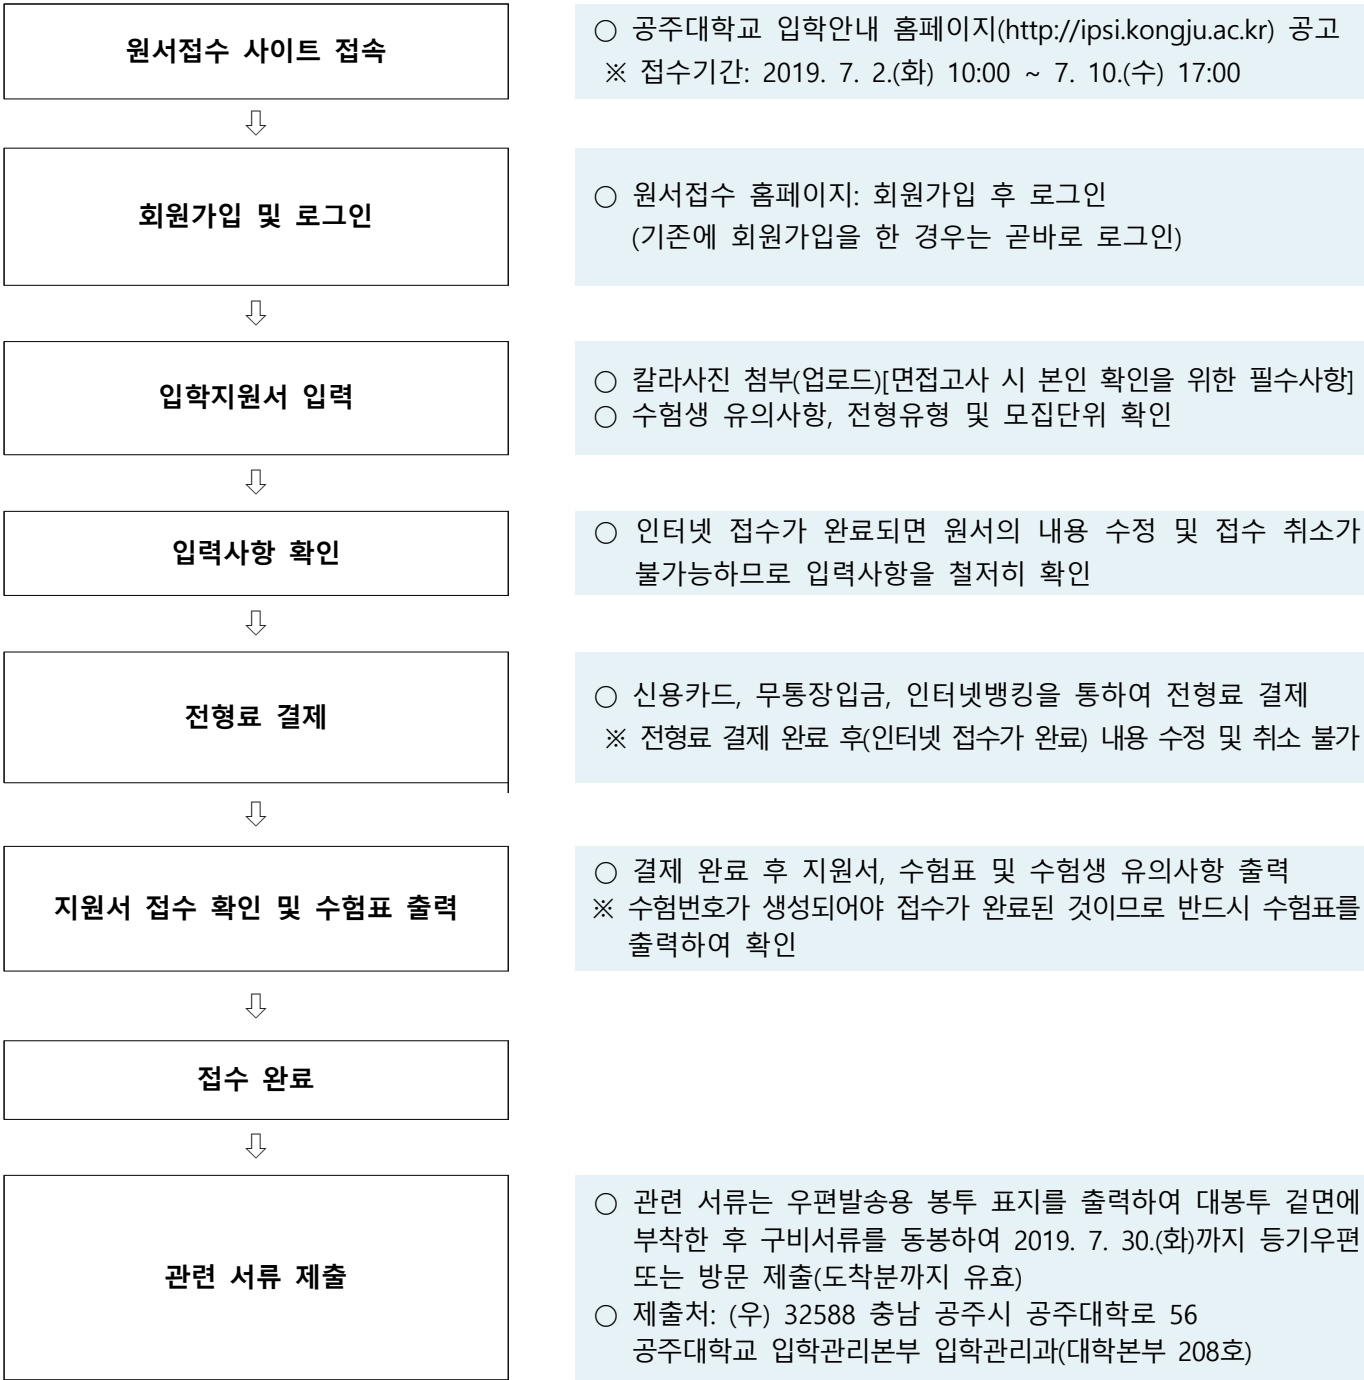 원서접수 사이트 접속
○ 공주대학교 입학안내 홈페이지(http://ipsi.kongju.ac.kr) 공고
※ 접수기간: 2019. 7. 2.(화) 10:00 ~ 7. 10.(수) 17:00
⇩
회원가입 및 로그인
○ 원서접수 홈페이지: 회원가입 후 로그인
(기존에 회원가입을 한 경우는 곧바로 로그인)
⇩
입학지원서 입력
○ 칼라사진 첨부(업로드)[면접고사 시 본인 확인을 위한 필수사항]
○ 수험생 유의사항, 전형유형 및 모집단위 확인
⇩
입력사항 확인
○ 인터넷 접수가 완료되면 원서의 내용 수정 및 접수 취소가
불가능하므로 입력사항을 철저히 확인
⇩
전형료 결제
○ 신용카드, 무통장입금, 인터넷뱅킹을 통하여 전형료 결제
※ 전형료 결제 완료 후(인터넷 접수가 완료) 내용 수정 및 취소 불가
⇩
지원서 접수 확인 및 수험표 출력
○ 결제 완료 후 지원서, 수험표 및 수험생 유의사항 출력
※ 수험번호가 생성되어야 접수가 완료된 것이므로 반드시 수험표를
출력하여 확인
⇩
접수 완료
⇩
관련 서류 제출
○ 관련 서류는 우편발송용 봉투 표지를 출력하여 대봉투 겉면에
부착한 후 구비서류를 동봉하여 2019. 7. 30.(화)까지 등기우편
또는 방문 제출(도착분까지 유효)
○ 제출처: (우) 32588 충남 공주시 공주대학로 56
공주대학교 입학관리본부 입학관리과(대학본부 208호)